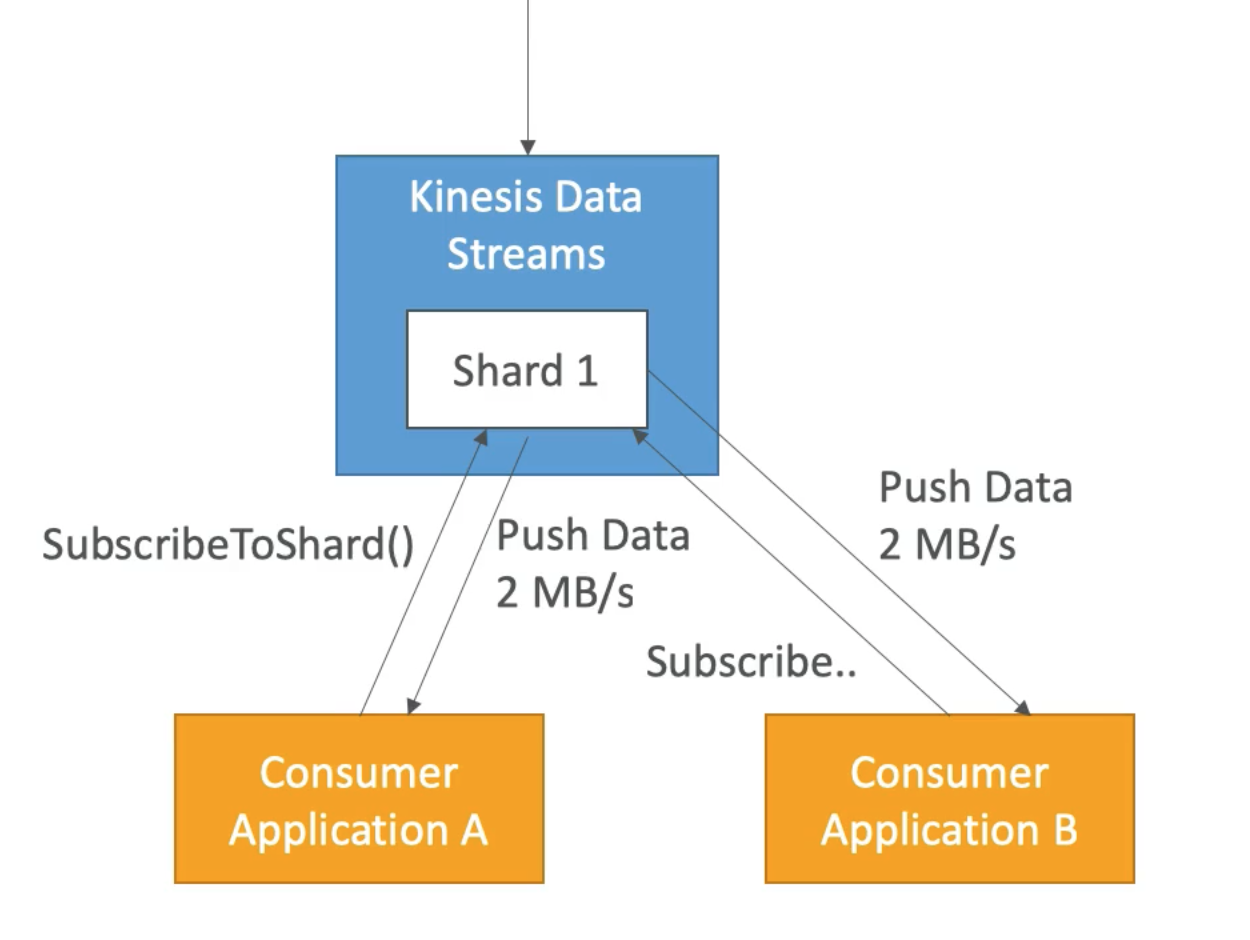 Kinesis Data
Streams
Shard 1
SubscribeToShard()
Push Data
2 MB/s
Push Data
2 MB/s
Subscribe..
Consumer
Application A
Consumer
Application B